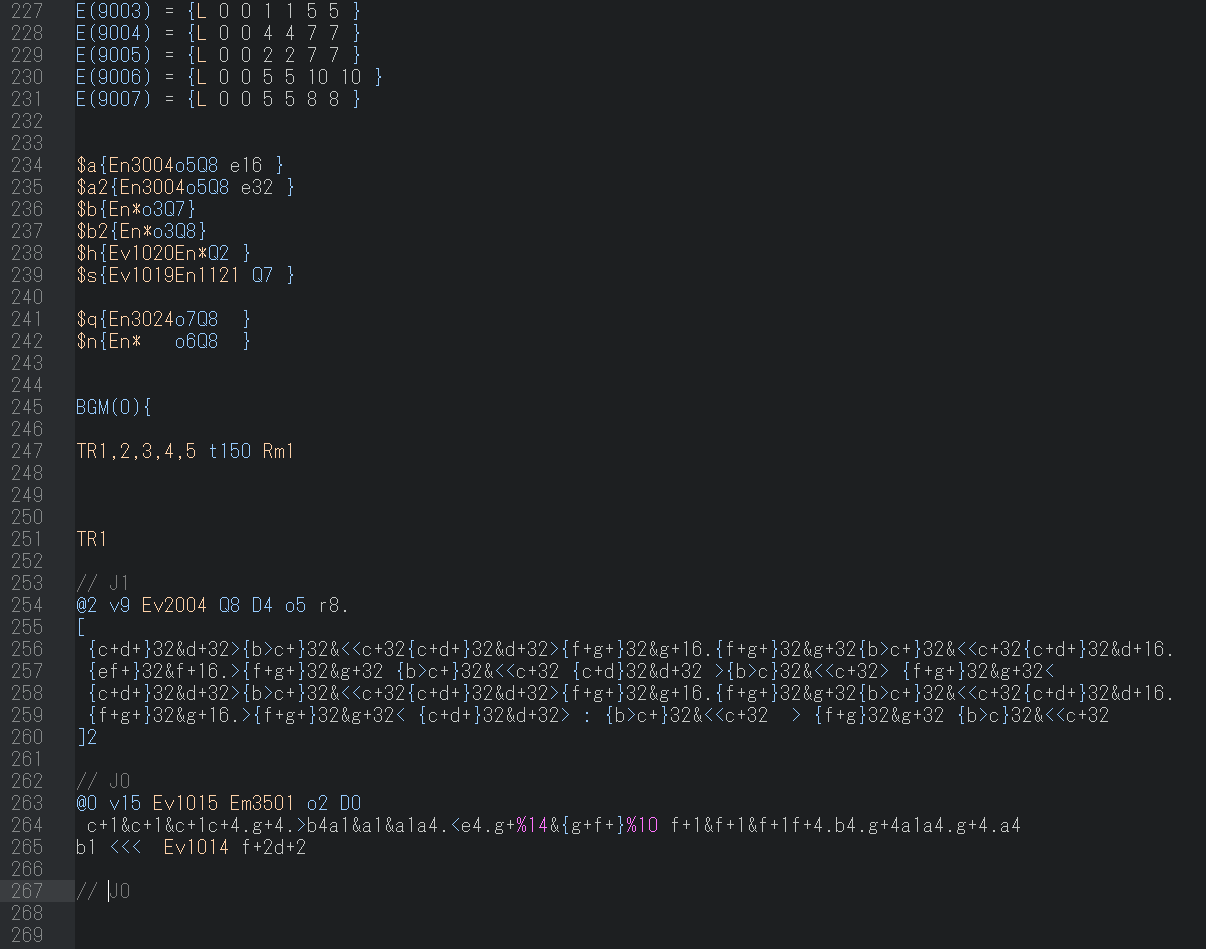 227 E(9003) = {L 0 0 1 1 5 5 }
228 E(9004) = {L 0 0 4 4 7 7 }
229 E(9005) = {L 0 0 2 2 7 7 }
230 E(9006) = {L 0 0 5 5 10 10 }
231 E(9007) = {L 0 0 5 5 8 8 }
232
233
234 $a{En3004o5Q8 e16 }
235 $a2{En3004o5Q8 e32 }
236 $b{En*o3Q7}
237 $b2{En*o3Q8}
238 $h{Ev1020En*Q2 }
239 $s{Ev1019En1121 Q7 }
240
241 $q{En3024o7Q8  }
242 $n{En*   o6Q8  }
243
244
245 BGM(0){
246
247 TR1,2,3,4,5 t150 Rm1
248
249
250
251 TR1
252
253 // J1
254 @2 v9 Ev2004 Q8 D4 o5 r8.
255 [
256  {c+d+}32&d+32>{b>c+}32&<<c+32{c+d+}32&d+32>{f+g+}32&g+16.{f+g+}32&g+32{b>c+}32&<<c+32{c+d+}32&d+16.
257  {ef+}32&f+16.>{f+g+}32&g+32 {b>c+}32&<<c+32 {c+d}32d+32 >{b>c}32&<<c+32> {f+g+}32&g+32<
258  {c+d+}32&d+32>{b>c+}32&<<c+32{c+d+}32&d+32>{f+g+}32&g+16.{f+g+}32&g+32{b>c+}32&<<c+32{c+d+}32&d+16.
259  {f+g+}32&g+16.>{f+g+}32&g+32< {c+d+}32&d+32> : {b>c+}32&<<c+32  > {f+g}32&g+32 {b>c}32&<<c+32
260 ]2
261
262 // J0
263 @0 v15 Ev1015 Em3501 o2 D0
264  c+1&c+1&c+1c+4.g+4.>b4a1&a1&a1a4.<e4.g+%14&{g+f+}%10 f+1&f+1&f+1f+4.b4.g+4a1a4.g+4.a4
265 b1 <<<  Ev1014 f+2d+2
266
267 // J0
268
269